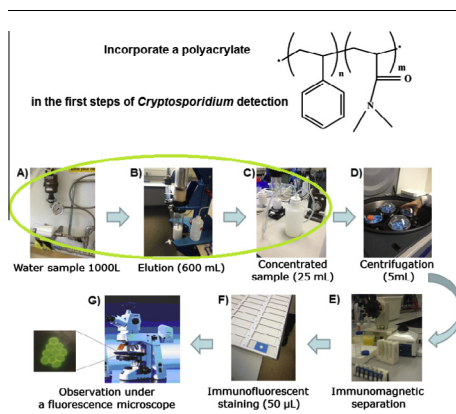 Incorporate a polyacrylate
n
m
O
N
in the first steps of Cryptosporidium detection
A)
B)
C)
D)
Water sample 1000L
Elution (600 mL)
Concentrated
sample (25 mL)
Centrifugation
(5mL)
G)
F)
E)
Observation under
a fluorescence microscope
Immunofluorescent
staining (50 µL)
Immunomagnetic
separation